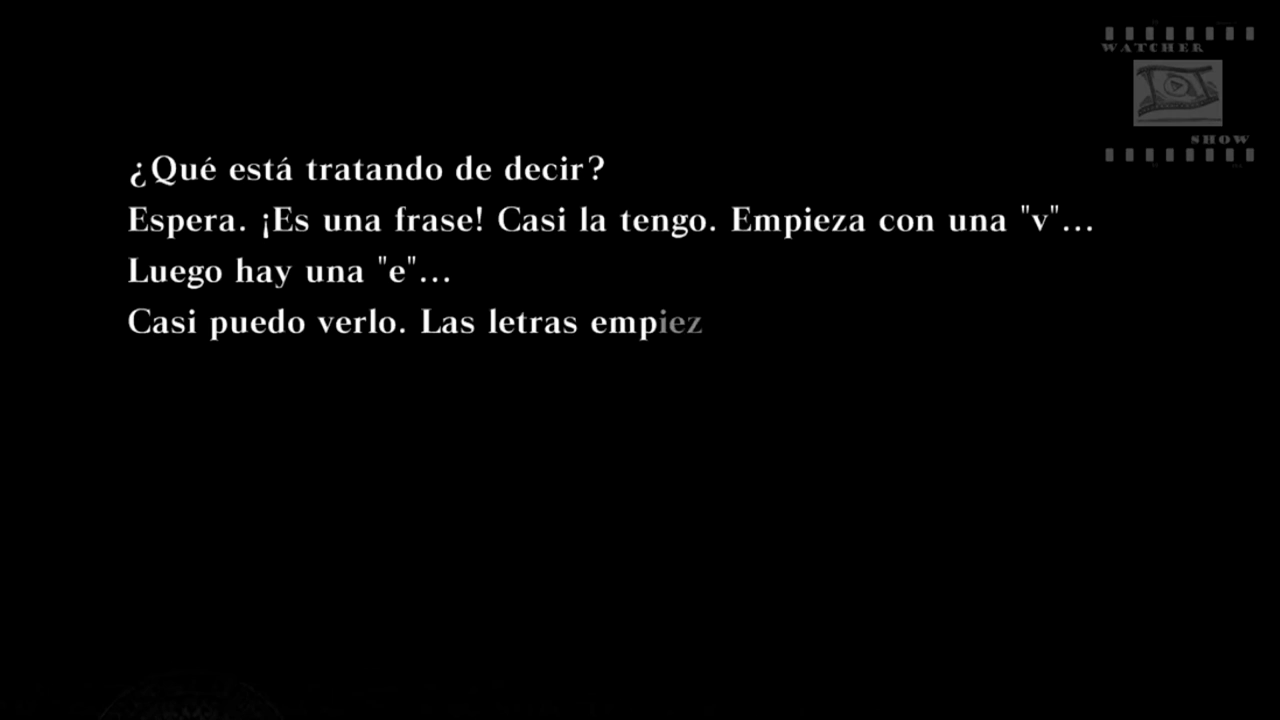 WATCHER
SHOW
¿Qué está tratando de decir?
Espera. ¡Es una frase! Casi la tengo. Empieza con una "v"...
Luego hay una "e"...
Casi puedo verlo. Las letras empiez